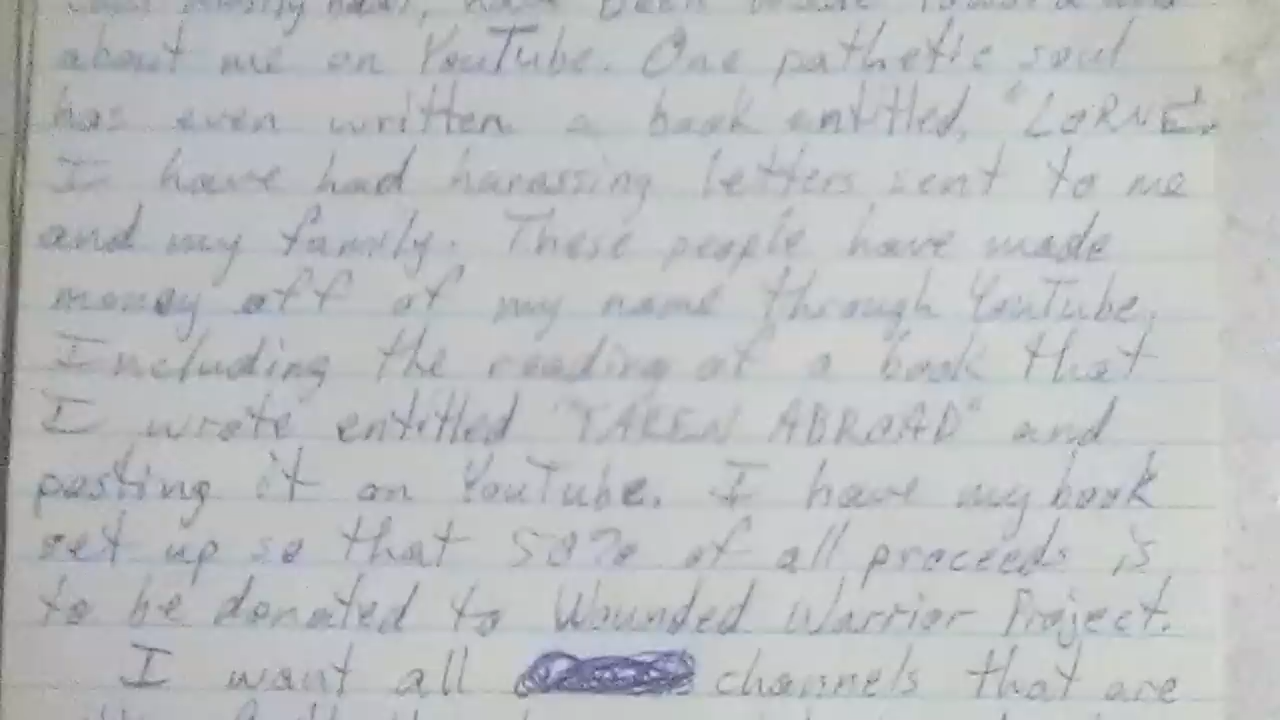 about me on YouTube. One pathetic soul
has even written a book entitled, "LORNE".
I have had harassing letters sent to me
and my family. These people have made
money off of my name through YouTube,
Including the reading of a book that
I wrote entitled "TAKEN ABROAD" and
posting it on YouTube. I have my book
set up so that 50% of all proceeds is
to be donated to Wounded Warrior Project.
I want all channels that are